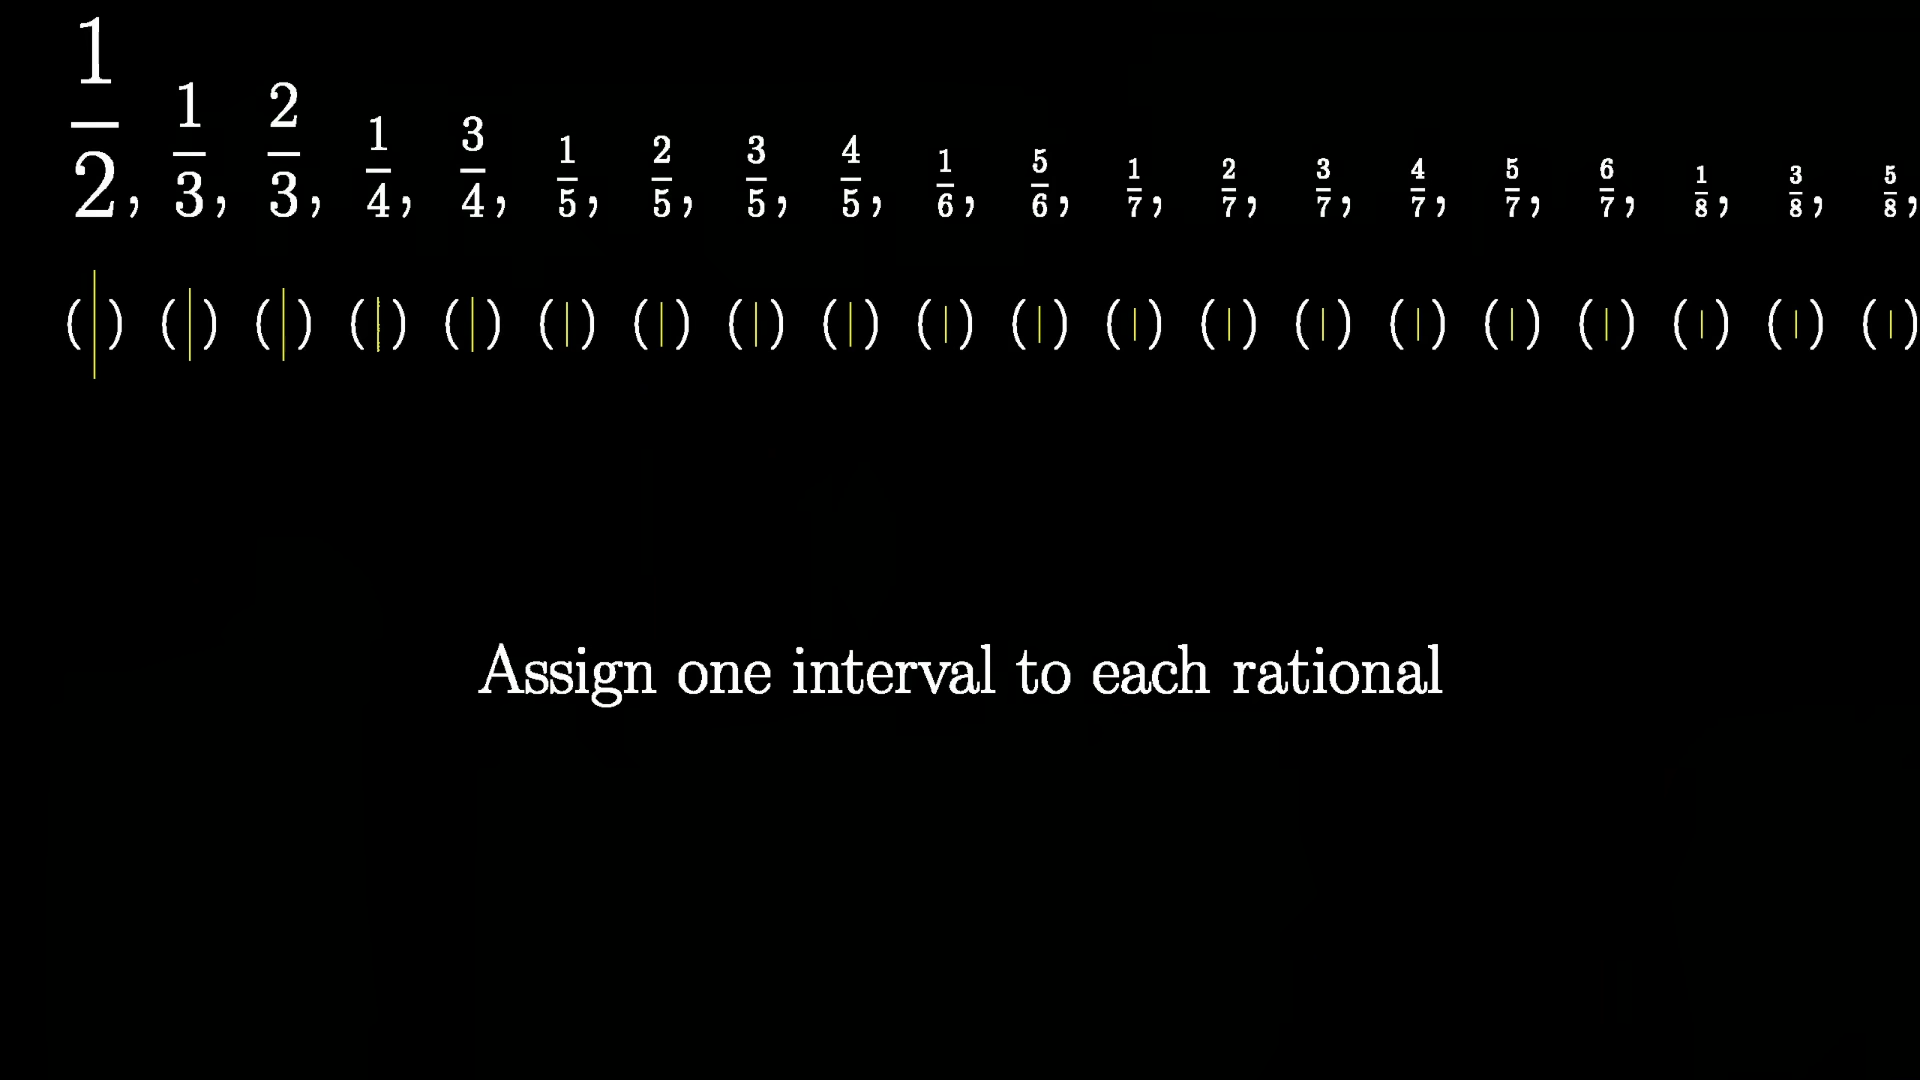 1/2, 1/3, 2/3, 1/4, 3/4, 1/5, 2/5, 3/5, 4/5, 1/6, 5/6, 1/7, 2/7, 3/7, 4/7, 5/7, 6/7, 1/8, 3/8, 5/8,
(|) (|) (|) (|) (|) (|) (|) (|) (|) (|) (|) (|) (|) (|) (|) (|) (|) (|) (|) (|)
Assign one interval to each rational